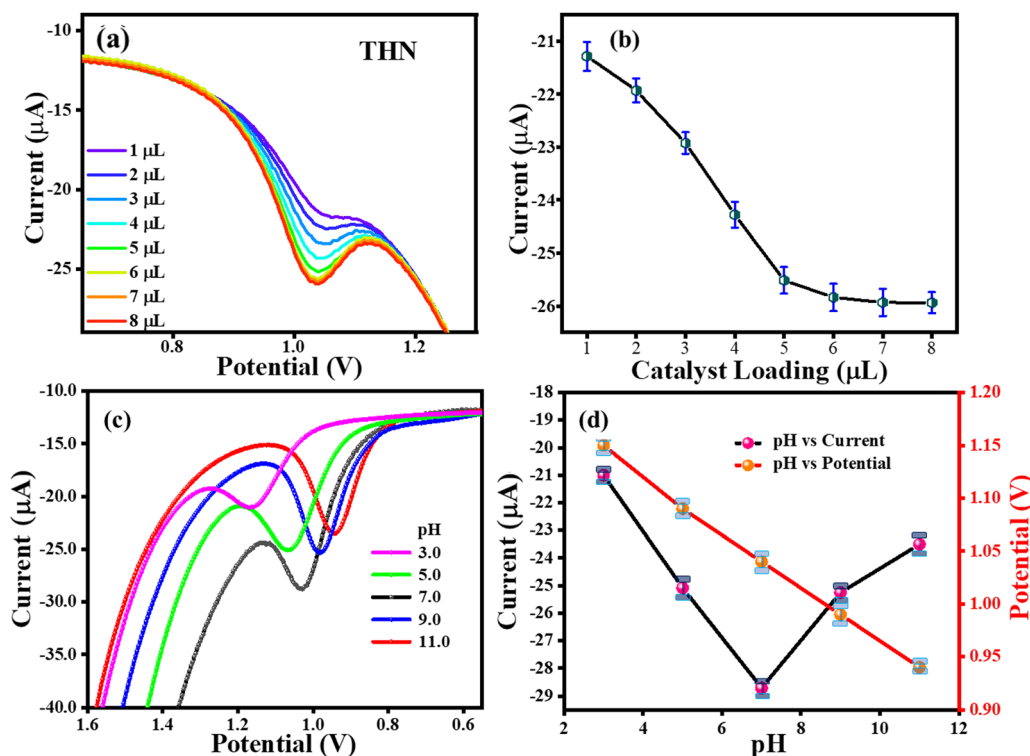 (a)
THN
-10
-15
-20
-25
Current (μA)
1 μL
2 μL
3 μL
4 μL
5 μL
6 μL
7 μL
8 μL
0.8
1.0
1.2
Potential (V)
(b)
-21
-22
-23
-24
-25
-26
Current (μA)
1
2
3
4
5
6
7
8
Catalyst Loading (μL)
(c)
-10.0
-15.0
-20.0
-25.0
-30.0
-35.0
-40.0
Current (μA)
pH
3.0
5.0
7.0
9.0
11.0
1.6
1.4
1.2
1.0
0.8
0.6
Potential (V)
(d)
-18
-19
-20
-21
-22
-23
-24
-25
-26
-27
-28
-29
Current (μA)
pH vs Current
pH vs Potential
1.20
1.15
1.10
1.05
1.00
0.95
0.90
Potential (V)
2
4
6
8
10
12
pH